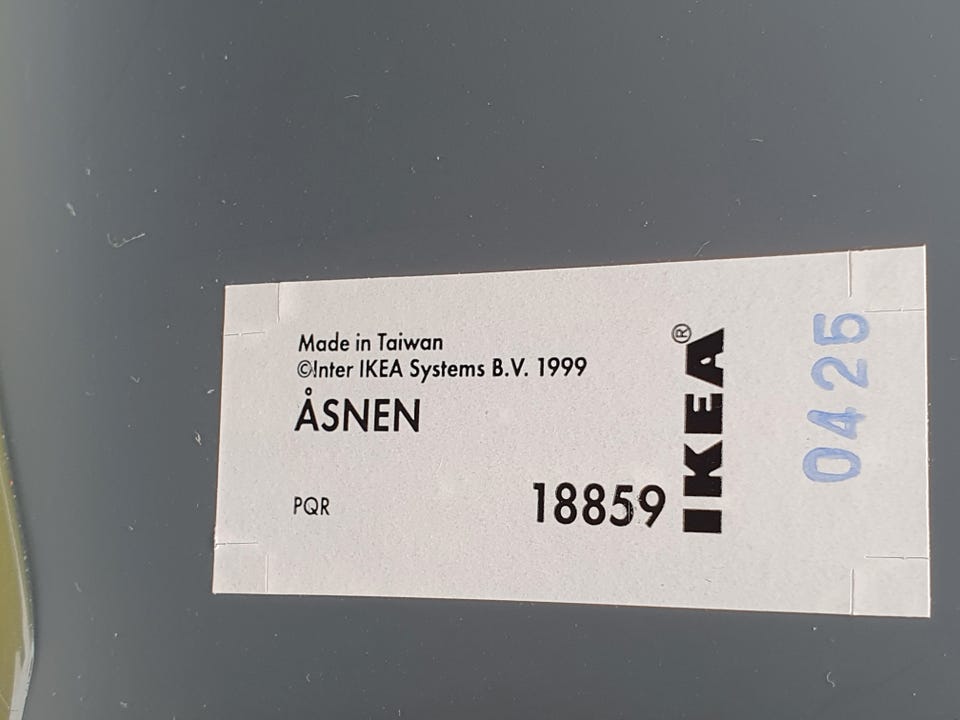 Made in Taiwan
©Inter IKEA Systems B.V. 1999
ÅSNEN
PQR
18859
IKEA®
0425